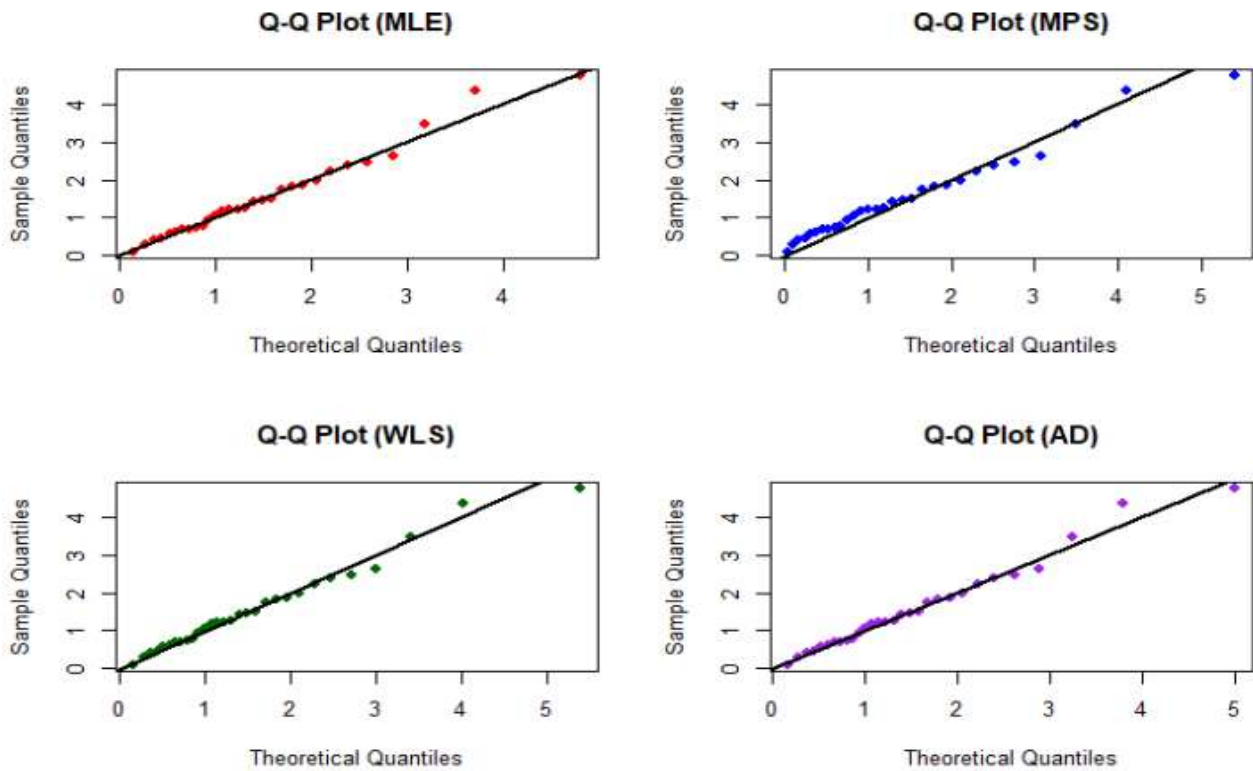 Q-Q Plot (MLE)
Sample Quantiles
4
3
2
1
0
0 1 2 3 4
Theoretical Quantiles
Q-Q Plot (MPS)
Sample Quantiles
4
3
2
1
0
0 1 2 3 4 5
Theoretical Quantiles
Q-Q Plot (WLS)
Sample Quantiles
4
3
2
1
0
0 1 2 3 4 5
Theoretical Quantiles
Q-Q Plot (AD)
Sample Quantiles
4
3
2
1
0
0 1 2 3 4 5
Theoretical Quantiles